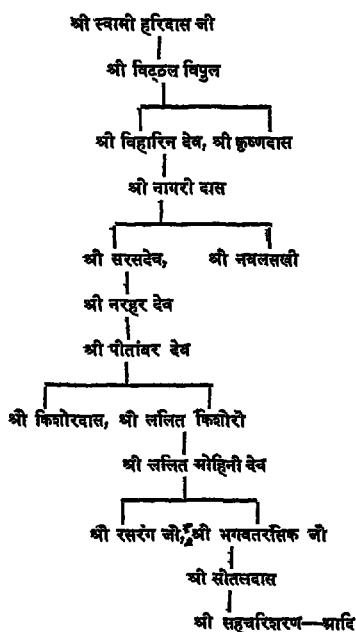 श्री स्वामी हरिदास जी
श्री विट्ठल विपुल
श्री विहारिन देव, श्री कृष्णदास
श्री नागरी दास
श्री सरसदेव, श्री नवलसखी
श्री नरहर देव
श्री पीतांबर देव
श्री किशोरदास, श्री ललित किशोरी
श्री ललित मोहिनी देव
श्री रसरंग जी, श्री भगवतरसिक जी
श्री सीतलदास
श्री सहचरिशरण—आदि